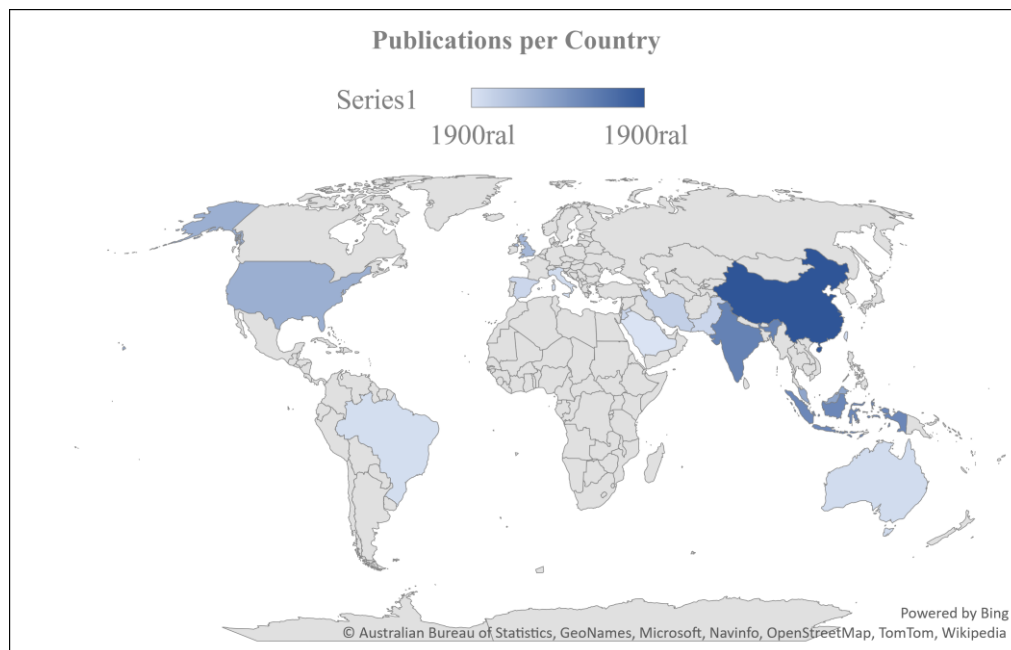 Publications per Country
Series1
1900ral 1900ral
Powered by Bing
© Australian Bureau of Statistics, GeoNames, Microsoft, Navinfo, OpenStreetMap, TomTom, Wikipedia